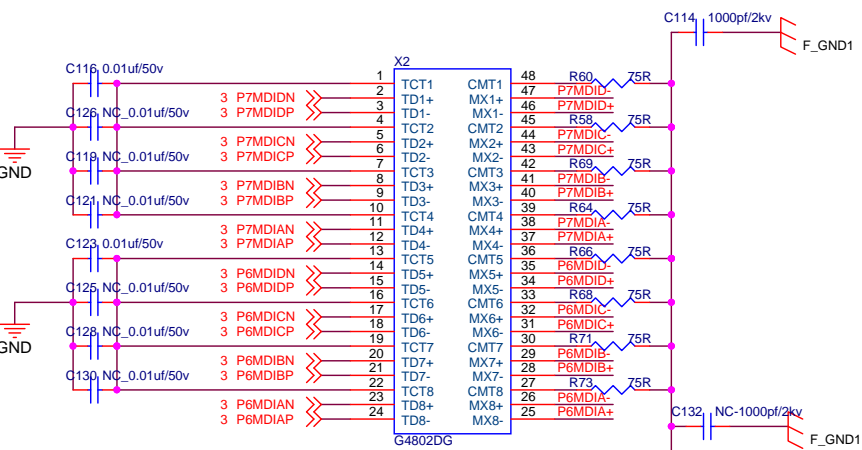 C114 1000pf/2kv
F_GND1
X2
C116 0.01uf/50v
1 TCT1 CMT1 48 R60 75R
3 P7MDIDN 2 TD1+ MX1+ 47 P7MDID-
3 P7MDIDP 3 TD1- MX1- 46 P7MDID+
C126 NC_0.01uf/50v
4 TCT2 CMT2 45 R58 75R
3 P7MDICN 5 TD2+ MX2+ 44 P7MDIC-
3 P7MDICP 6 TD2- MX2- 43 P7MDIC+
GND
C119 NC_0.01uf/50v
7 TCT3 CMT3 42 R69 75R
3 P7MDIBN 8 TD3+ MX3+ 41 P7MDIB-
3 P7MDIBP 9 TD3- MX3- 40 P7MDIB+
C121 NC_0.01uf/50v
10 TCT4 CMT4 39 R64 75R
3 P7MDIAN 11 TD4+ MX4+ 38 P7MDIA-
3 P7MDIAP 12 TD4- MX4- 37 P7MDIA+
C123 0.01uf/50v
13 TCT5 CMT5 36 R66 75R
3 P6MDIDN 14 TD5+ MX5+ 35 P6MDID-
3 P6MDIDP 15 TD5- MX5- 34 P6MDID+
C125 NC_0.01uf/50v
16 TCT6 CMT6 33 R68 75R
3 P6MDICN 17 TD6+ MX6+ 32 P6MDIC-
3 P6MDICP 18 TD6- MX6- 31 P6MDIC+
GND
C128 NC_0.01uf/50v
19 TCT7 CMT7 30 R71 75R
3 P6MDIBN 20 TD7+ MX7+ 29 P6MDIB-
3 P6MDIBP 21 TD7- MX7- 28 P6MDIB+
C130 NC_0.01uf/50v
22 TCT8 CMT8 27 R73 75R
3 P6MDIAN 23 TD8+ MX8+ 26 P6MDIA-
3 P6MDIAP 24 TD8- MX8- 25 P6MDIA+
C132 NC-1000pf/2kv
F_GND1
G4802DG